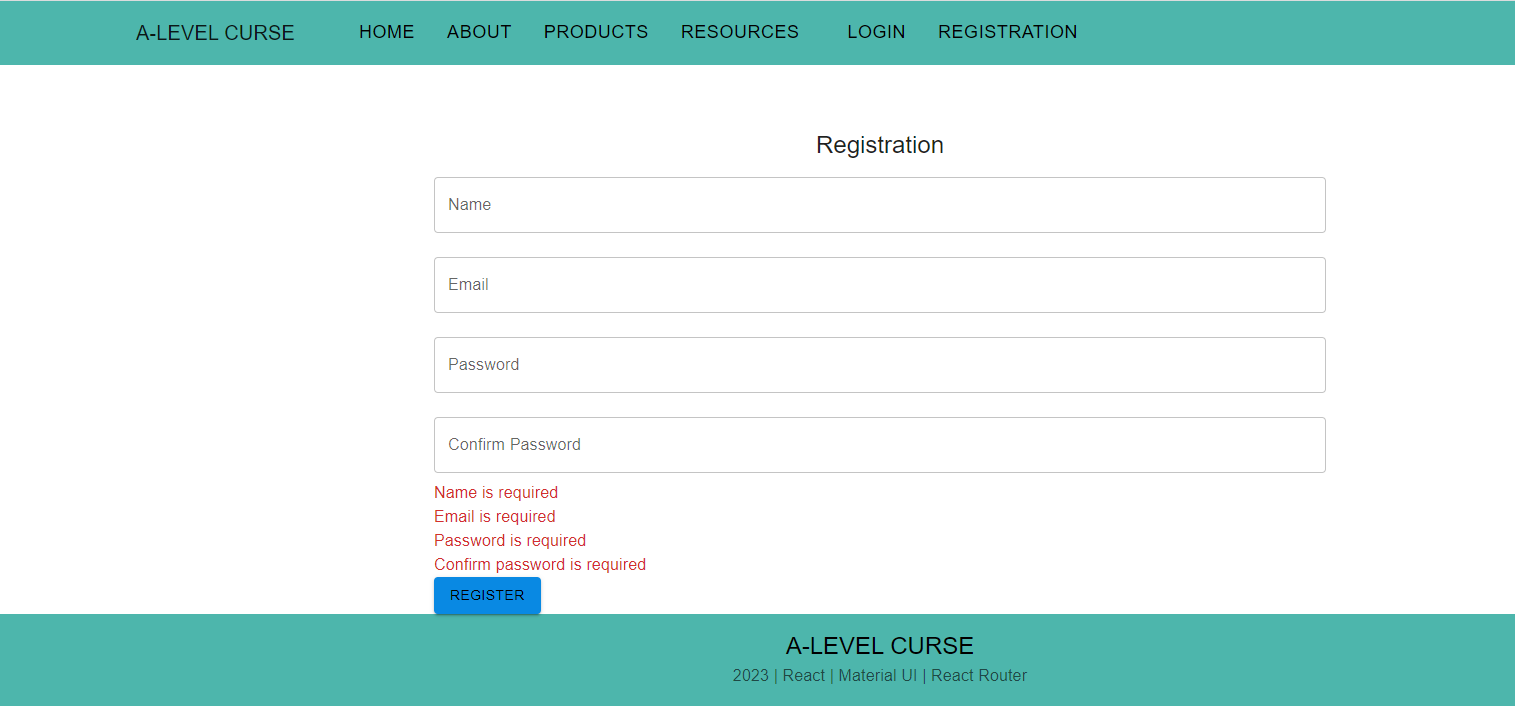 A-LEVEL CURSE HOME ABOUT PRODUCTS RESOURCES LOGIN REGISTRATION
Registration
Name
Email
Password
Confirm Password
Name is required
Email is required
Password is required
Confirm password is required
REGISTER
A-LEVEL CURSE
2023 | React | Material UI | React Router